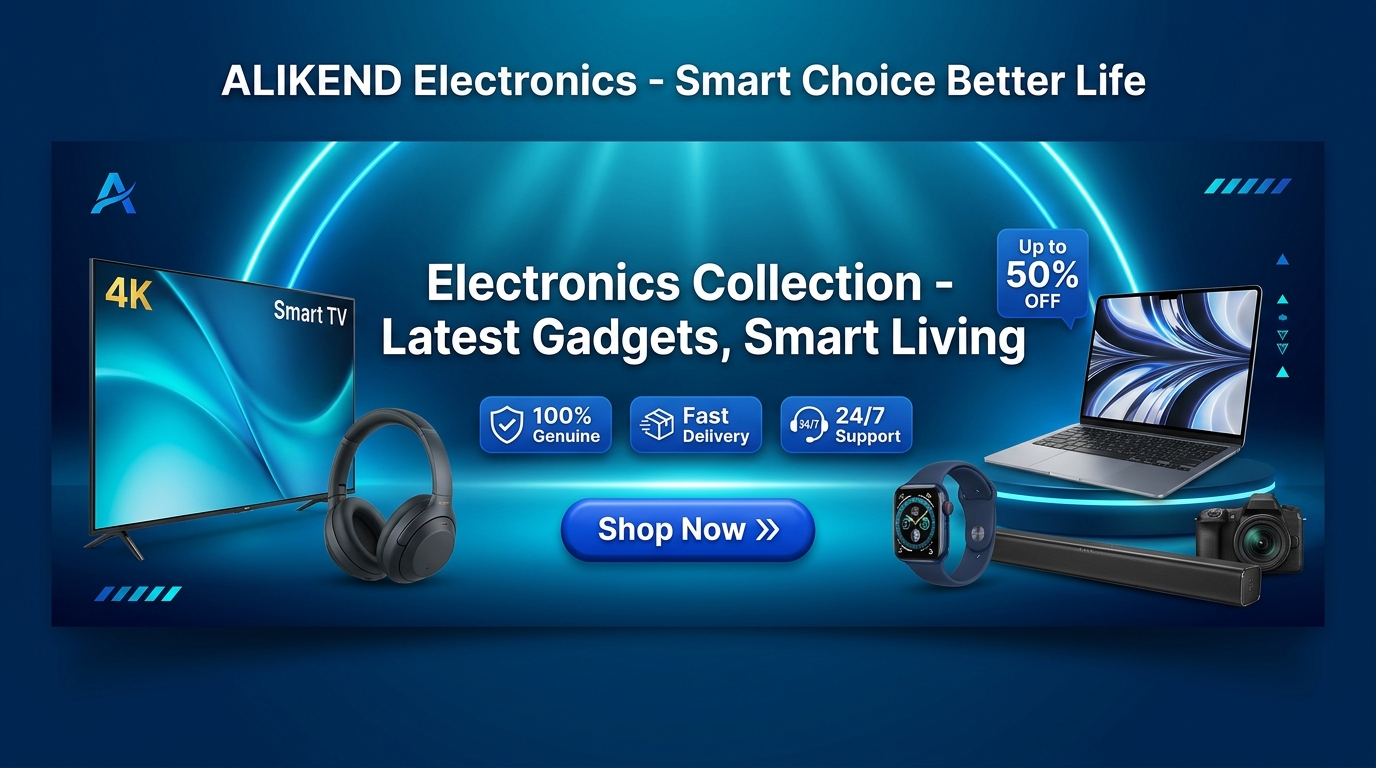 ALIKEND Electronics - Smart Choice Better Life
4K
Smart TV
Electronics Collection -
Latest Gadgets, Smart Living
Up to
50%
OFF
100%
Genuine
Fast
Delivery
34/7
24/7
Support
Shop Now »